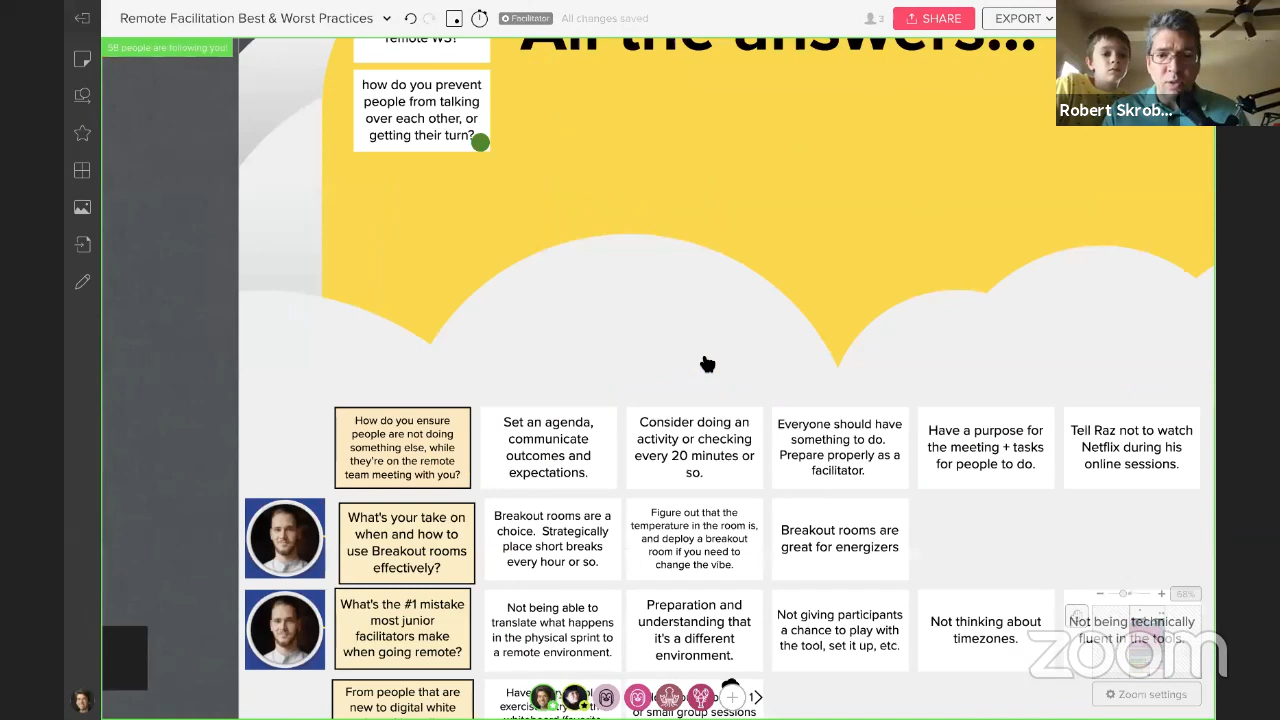 Remote Facilitation Best & Worst Practices
Facilitator
All changes saved
3
SHARE
EXPORT
58 people are following you!
remote WS?
All the answers...
how do you prevent
people from talking
over each other, or
getting their turn?
Robert Skrob...
How do you ensure
people are not doing
something else, while
they're on the remote
team meeting with you?
Set an agenda,
communicate
outcomes and
expectations.
Consider doing an
activity or checking
every 20 minutes or
so.
Everyone should have
something to do.
Prepare properly as a
facilitator.
Have a purpose for
the meeting + tasks
for people to do.
Tell Raz not to watch
Netflix during his
online sessions.
What's your take on
when and how to
use Breakout rooms
effectively?
Breakout rooms are a
choice. Strategically
place short breaks
every hour or so.
Figure out that the
temperature in the room is,
and deploy a breakout
room if you need to
change the vibe.
Breakout rooms are
great for energizers
What's the #1 mistake
most junior
facilitators make
when going remote?
Not being able to
translate what happens
in the physical sprint to
a remote environment.
Preparation and
understanding that
it's a different
environment.
Not giving participants
a chance to play with
the tool, set it up, etc.
Not thinking about
timezones.
Not being technically
fluent in the tools.
68%
zoom
Zoom settings
From people that are
new to digital white
or small group sessions